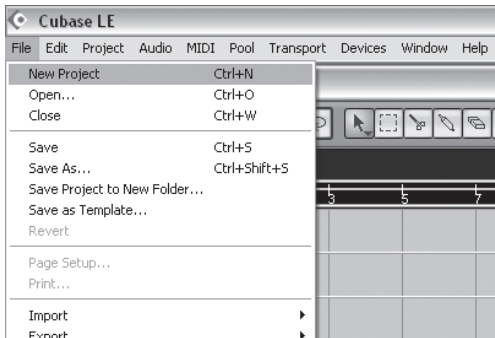 Cubase LE
File Edit Project Audio MIDI Pool Transport Devices Window Help
New Project Ctrl+N
Open... Ctrl+O
Close Ctrl+W
Save Ctrl+S
Save As... Ctrl+Shift+S
Save Project to New Folder...
Save as Template...
3 5 7
Revert
Page Setup...
Print...
Import
Export